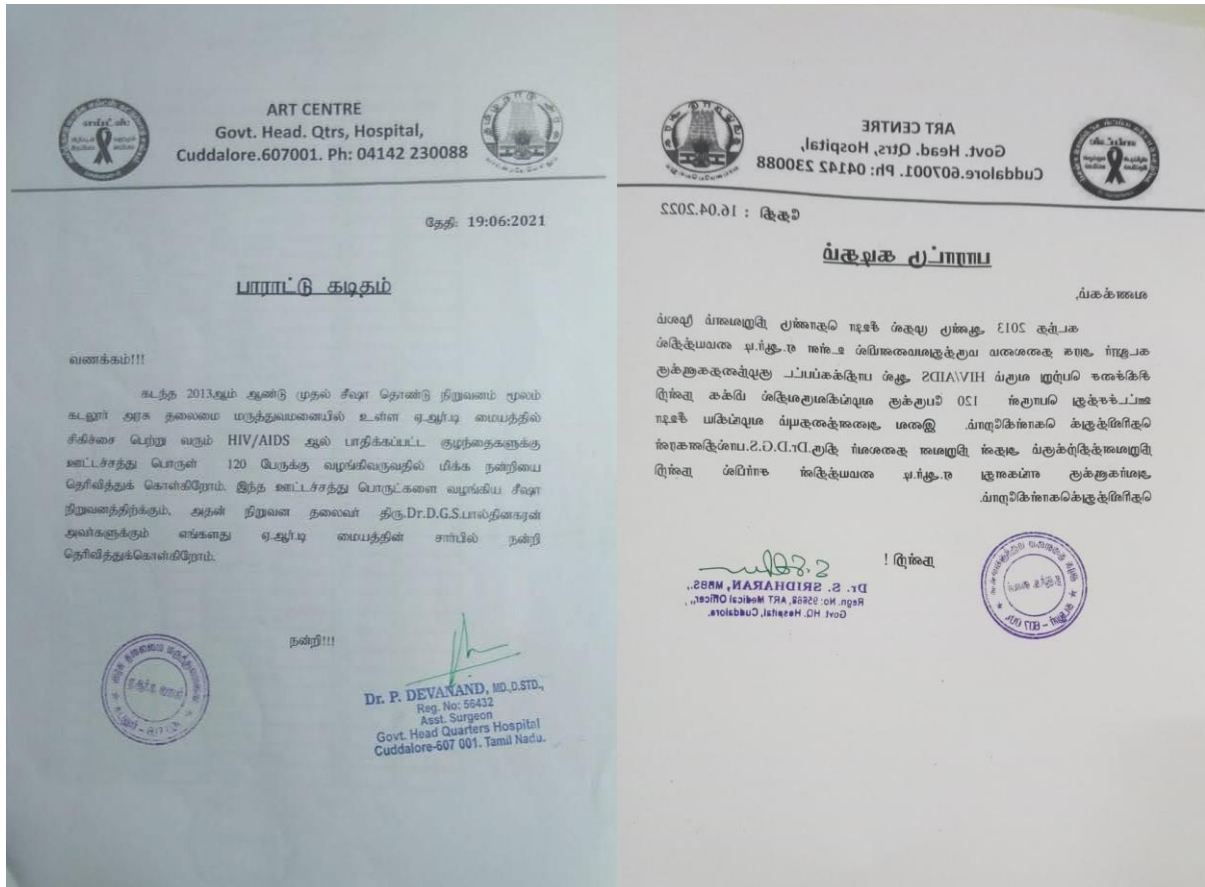 ART CENTRE
Govt. Head. Qtrs, Hospital,
Cuddalore.607001. Ph: 04142 230088
தேதி: 19:06:2021
பாராட்டு கடிதம்
வணக்கம்!!!
கடந்த 2013ஆம் ஆண்டு முதல் சீஷா தொண்டு நிறுவனம் மூலம்
கடலூர் அரசு தலைமை மருத்துவமனையில் உள்ள ஏ.ஆர்.டி மையத்தில்
சிகிச்சை பெற்று வரும் HIV/AIDS ஆல் பாதிக்கப்பட்ட குழந்தைகளுக்கு
ஊட்டச்சத்து பொருள் 120 பேருக்கு வழங்கிவருவதில் மிக்க நன்றியை
தெரிவித்துக் கொள்கிறோம். இந்த ஊட்டச்சத்து பொருட்களை வழங்கிய சீஷா
நிறுவனத்திற்கும், அதன் நிறுவன தலைவர் திரு.Dr.D.G.S.பால்தினகரன்
அவர்களுக்கும் எங்களது ஏ.ஆர்.டி மையத்தின் சார்பில் நன்றி
தெரிவித்துக்கொள்கிறோம்.
நன்றி!!!
Dr. P. DEVANAND, MD.,D.STD.,
Reg. No: 56432
Asst. Surgeon
Govt. Head Quarters Hospital
Cuddalore-607 001. Tamil Nadu.
ART CENTRE
Govt. Head. Qtrs, Hospital,
Cuddalore.607001. Ph: 04142 230088
தேதி : 16.04.2022
பாராட்டு கடிதம்
வணக்கம்,
கடந்த 2013 ஆண்டு முதல் சீஷா தொண்டு நிறுவனம் மூலம்
கடலூர் அரசு தலைமை மருத்துவமனையில் உள்ள ஏ.ஆர்.டி மையத்தில்
சிகிச்சை பெற்று வரும் HIV/AIDS ஆல் பாதிக்கப்பட்ட குழந்தைகளுக்கு
ஊட்டச்சத்து பொருள் 120 பேருக்கு வழங்கிவருவதில் மிக்க நன்றி
தெரிவித்துக் கொள்கிறோம். இதனை அனைத்தையும் வழங்கிய சீஷா
நிறுவனத்திற்கும் அதன் நிறுவன தலைவர் திரு.Dr.D.G.S.பால்தினகரன்
அவர்களுக்கும் எங்களது ஏ.ஆர்.டி மையத்தின் சார்பில் நன்றி
தெரிவித்துக்கொள்கிறோம்.
நன்றி !
Dr. S. SRIDHARAN, MBBS.,
Regn. No: 95668, ART Medical Officer,,
Govt. HQ. Hospital, Cuddalore.